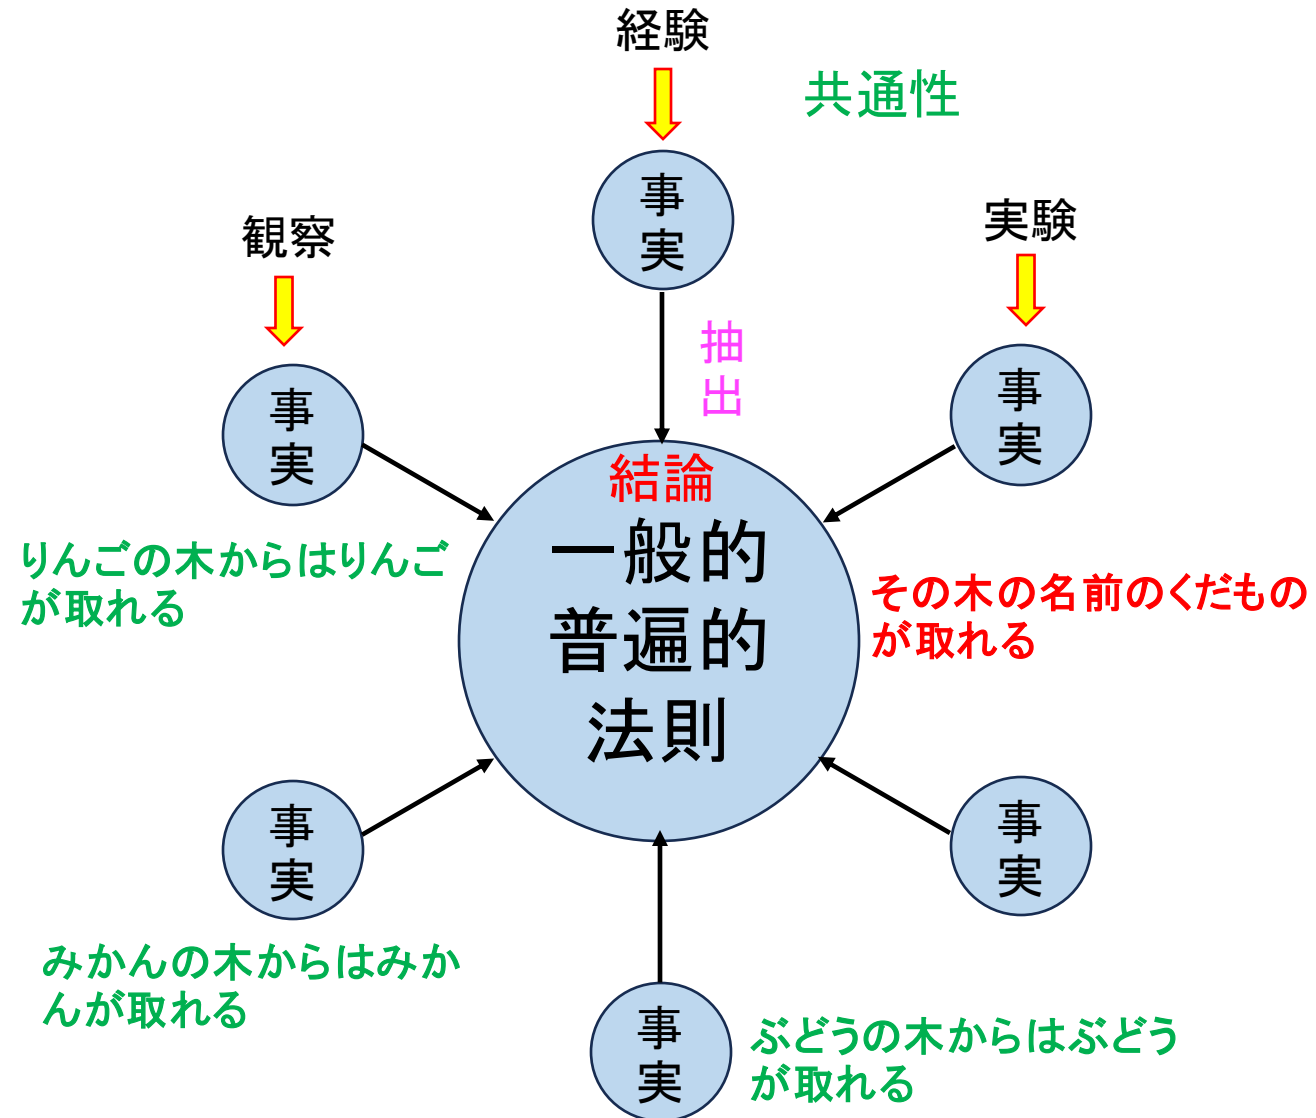 経験
共通性
事
実
観察
実験
事
実
抽
出
事
実
結論
一般的
普遍的
法則
りんごの木からはりんご
が取れる
その木の名前のくだもの
が取れる
事
実
事
実
みかんの木からはみか
んが取れる
事
実
ぶどうの木からはぶどう
が取れる